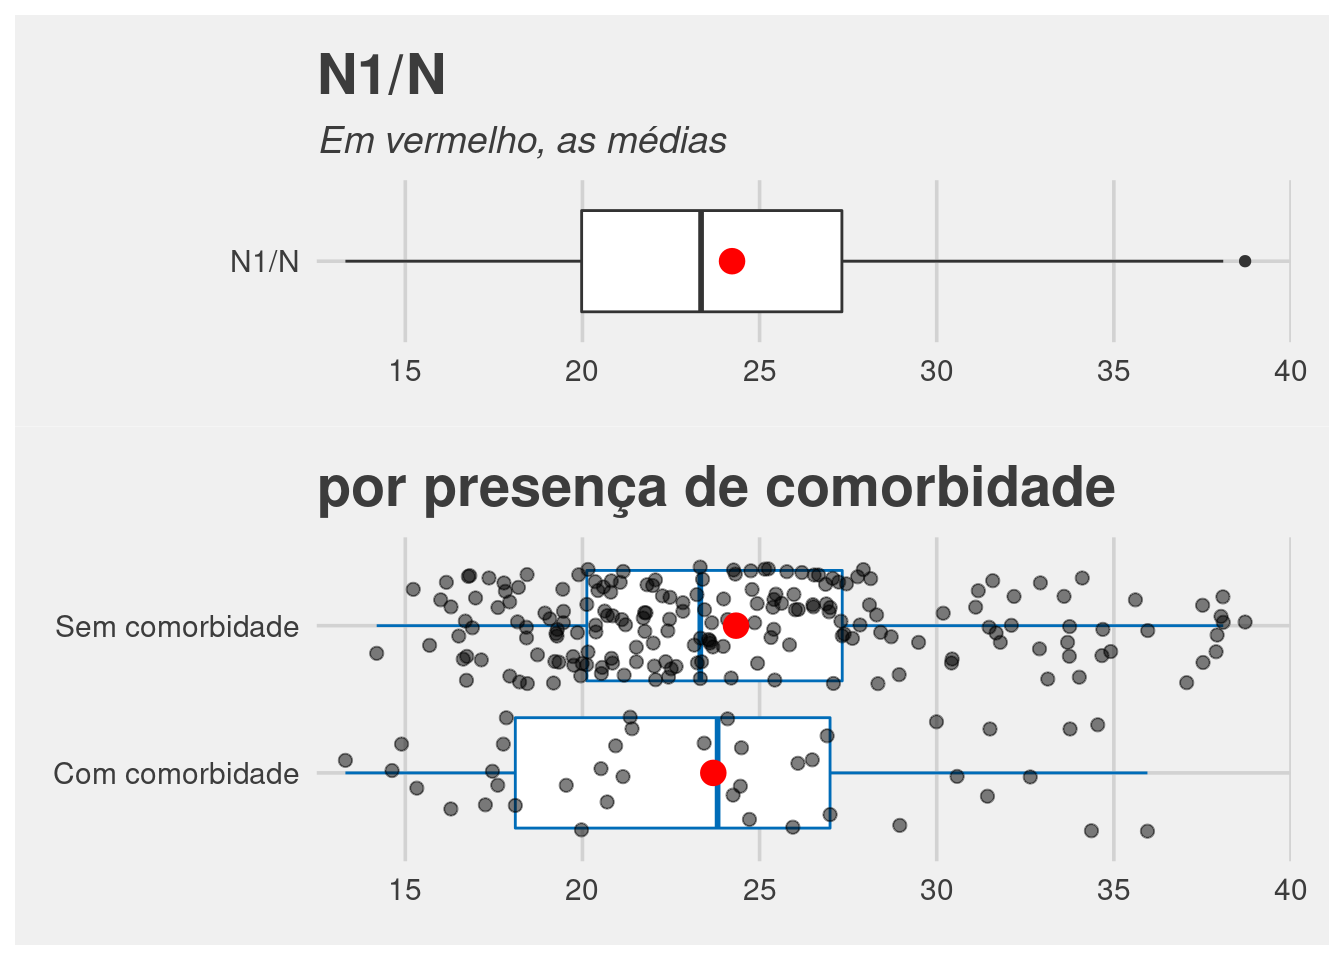 N1/N
Em vermelho, as médias
N1/N
15 20 25 30 35 40
por presença de comorbidade
Sem comorbidade
Com comorbidade
15 20 25 30 35 40